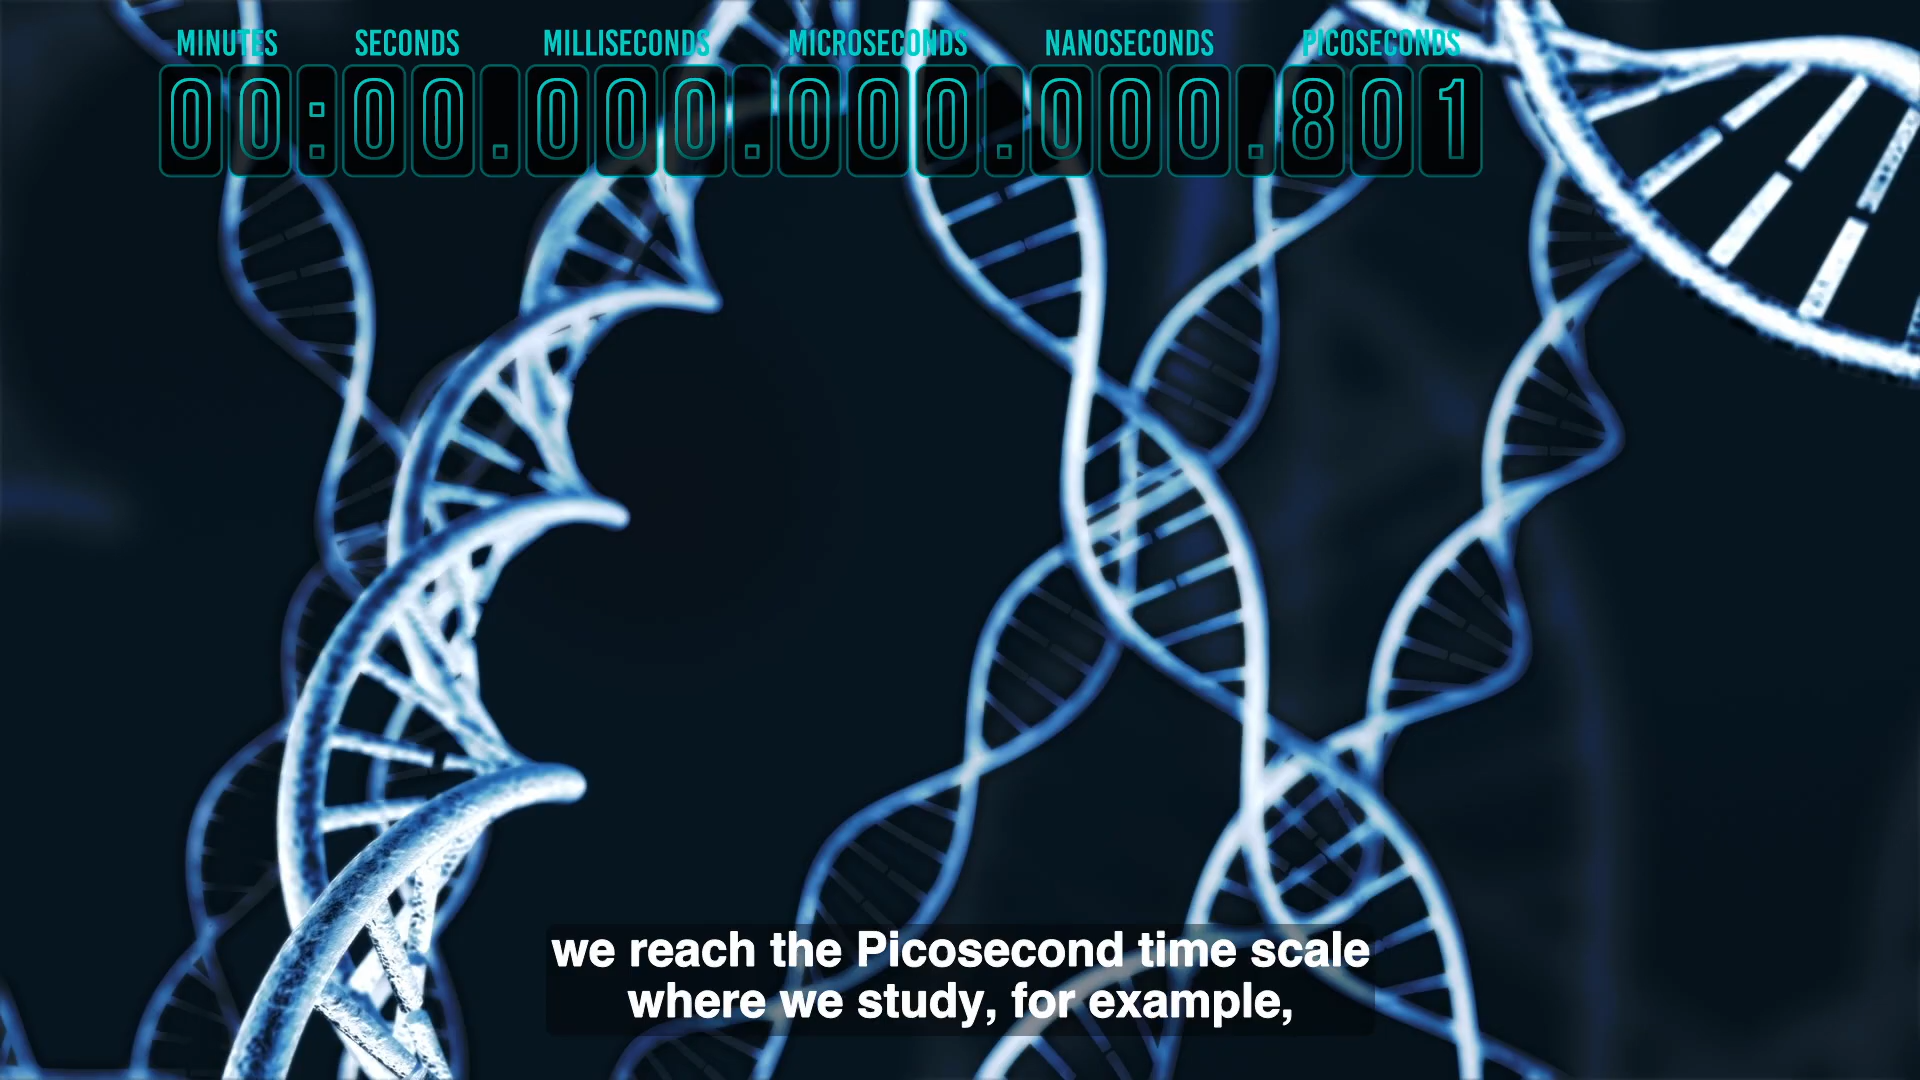 MINUTES SECONDS MILLISECONDS MICROSECONDS NANOSECONDS PICOSECONDS
00:00.000.000.000.801
we reach the Picosecond time scale
where we study, for example,